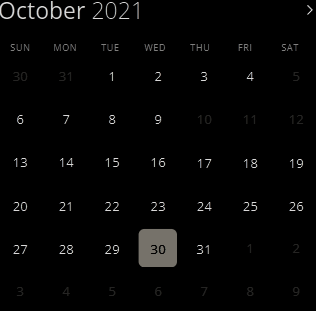 October 2021
SUN MON TUE WED THU FRI SAT
30 31 1 2 3 4 5
6 7 8 9 10 11 12
13 14 15 16 17 18 19
20 21 22 23 24 25 26
27 28 29 30 31 1 2
3 4 5 6 7 8 9